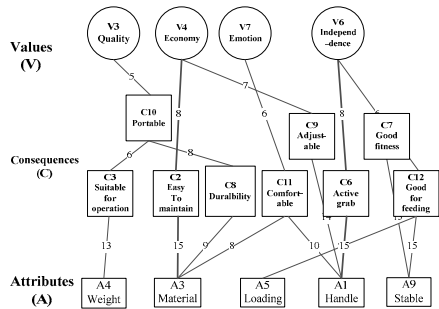 Values
(V)
V3
Quality
V4
Economy
V7
Emotion
V6
Independ
-dence
5
7
8
6
8
6
C10
Portable
C9
Adjust-
able
C7
Good
fitness
6
8
Consequences
(C)
C3
Suitable
for
operation
C2
Easy
To
maintain
C8
Duralbility
C11
Comfort-
able
C6
Active
grab
C12
Good
for
feeding
13
15
9
8
10
15
15
Attributes
(A)
A4
Weight
A3
Material
A5
Loading
A1
Handle
A9
Stable